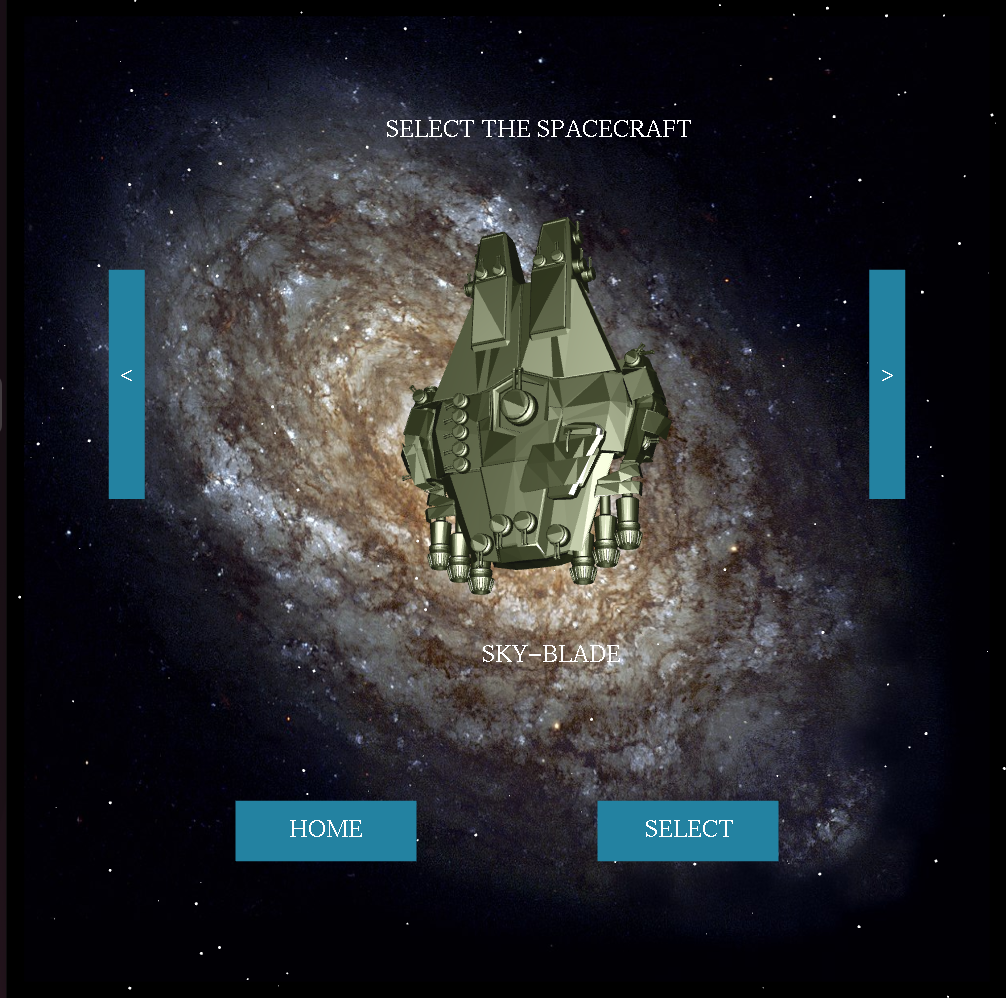 SELECT THE SPACECRAFT
<
>
SKY-BLADE
HOME
SELECT